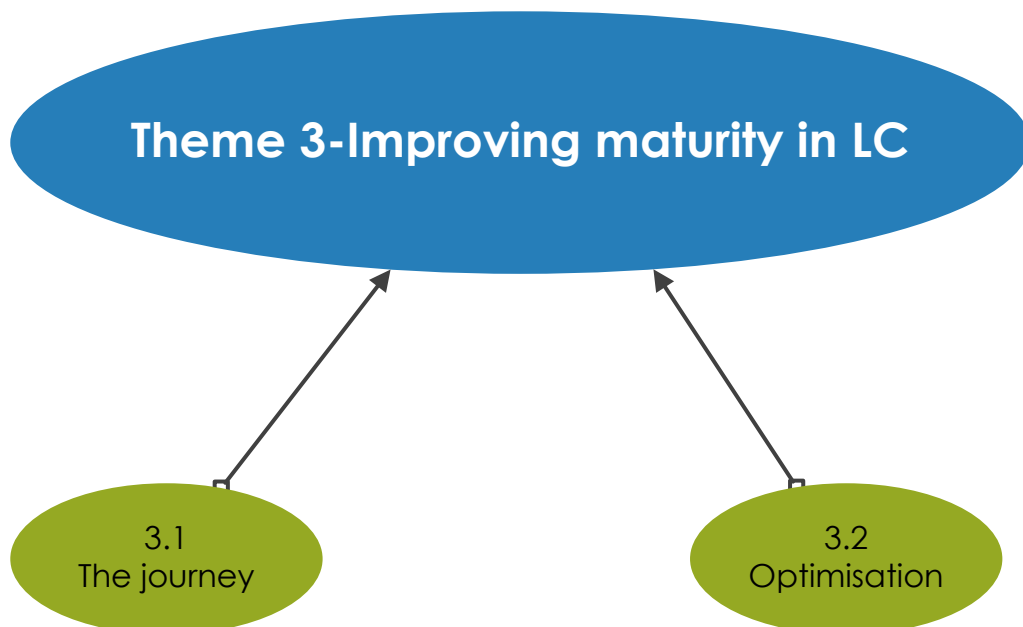 Theme 3-Improving maturity in LC
3.1
The journey
3.2
Optimisation